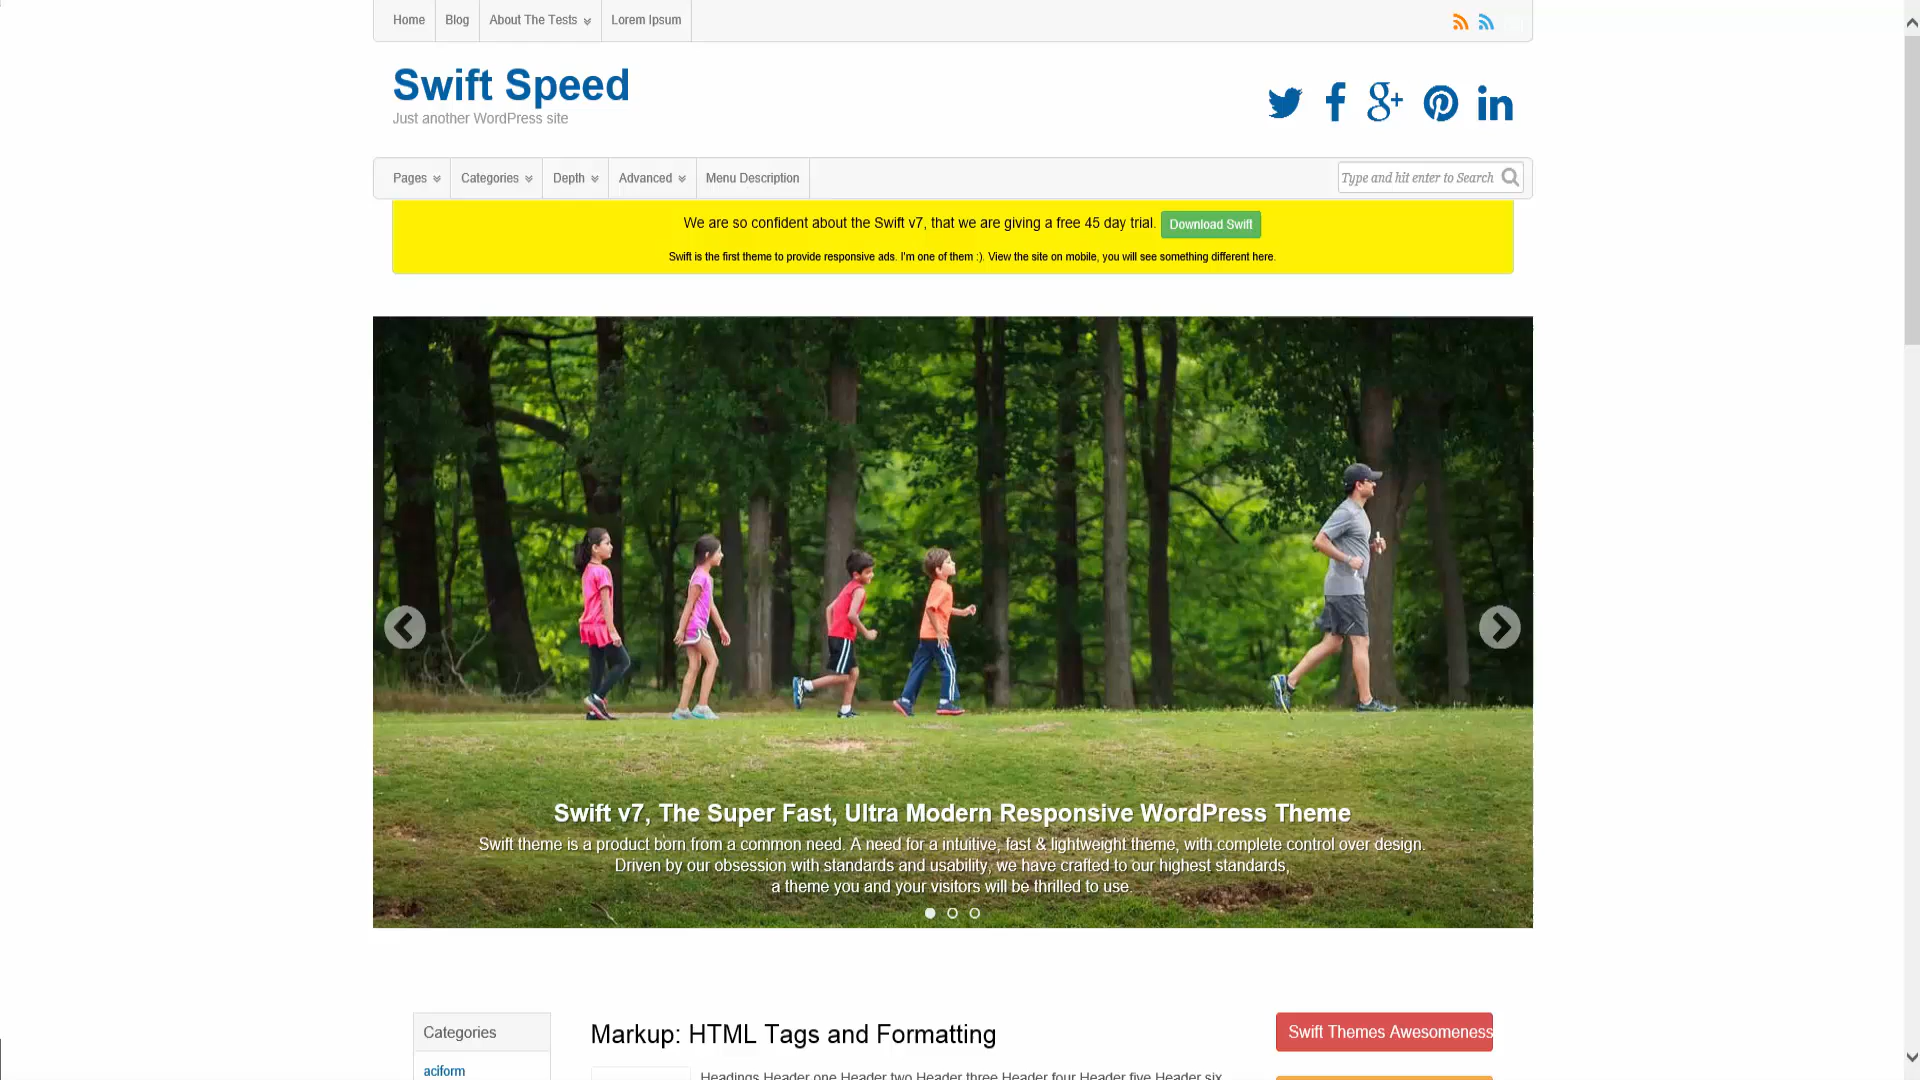 Home Blog About The Tests Lorem Ipsum
Swift Speed
Just another WordPress site
Pages Categories Depth Advanced Menu Description Type and hit enter to Search
We are so confident about the Swift v7, that we are giving a free 45 day trial. Download Swift
Swift is the first theme to provide responsive ads. I'm one of them :). View the site on mobile, you will see something different here.
Swift v7, The Super Fast, Ultra Modern Responsive WordPress Theme
Swift theme is a product born from a common need. A need for a intuitive, fast & lightweight theme, with complete control over design.
Driven by our obsession with standards and usability, we have crafted to our highest standards,
a theme you and your visitors will be thrilled to use.
Categories
Markup: HTML Tags and Formatting
Swift Themes Awesomeness
aciform
Headings Header one Header two Header three Header four Header five Header six